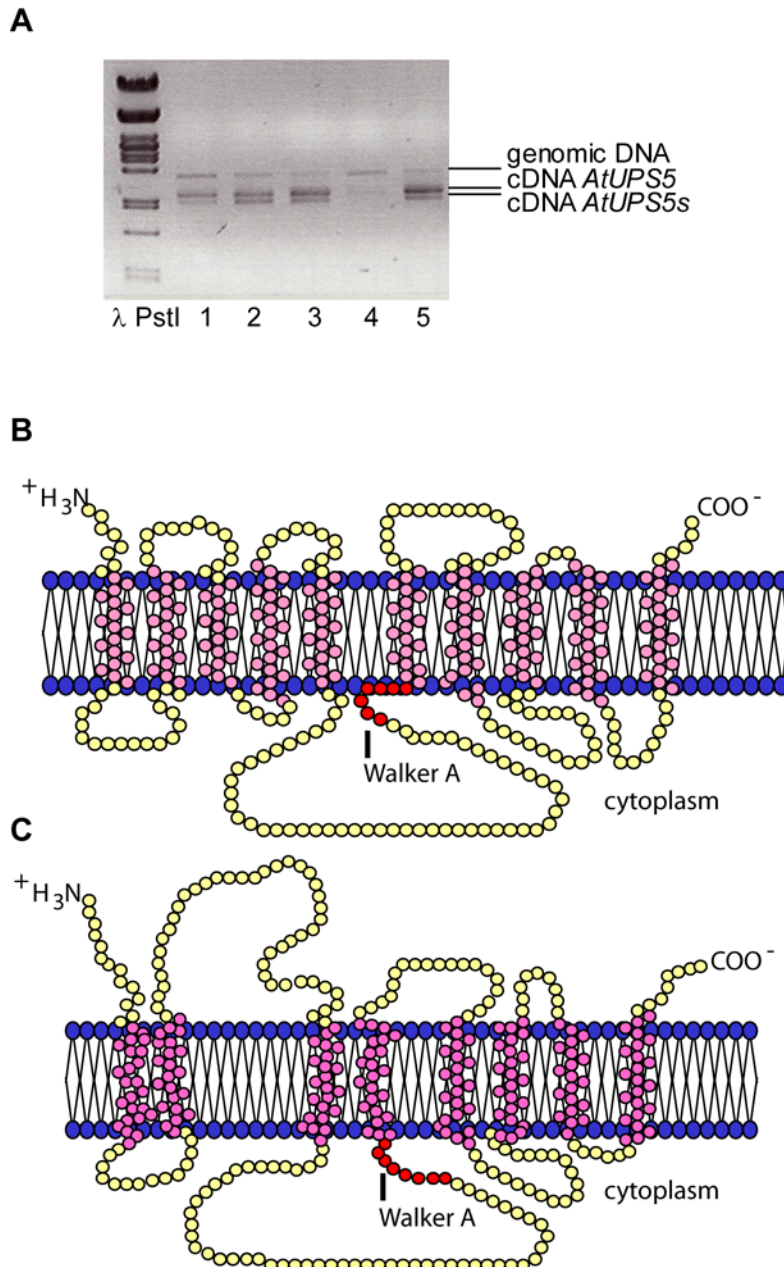 A
genomic DNA
cDNA AtUPS5
cDNA AtUPS5s
λ PstI 1 2 3 4 5
B
+H3N
COO-
Walker A
cytoplasm
C
+H3N
COO-
cytoplasm
Walker A